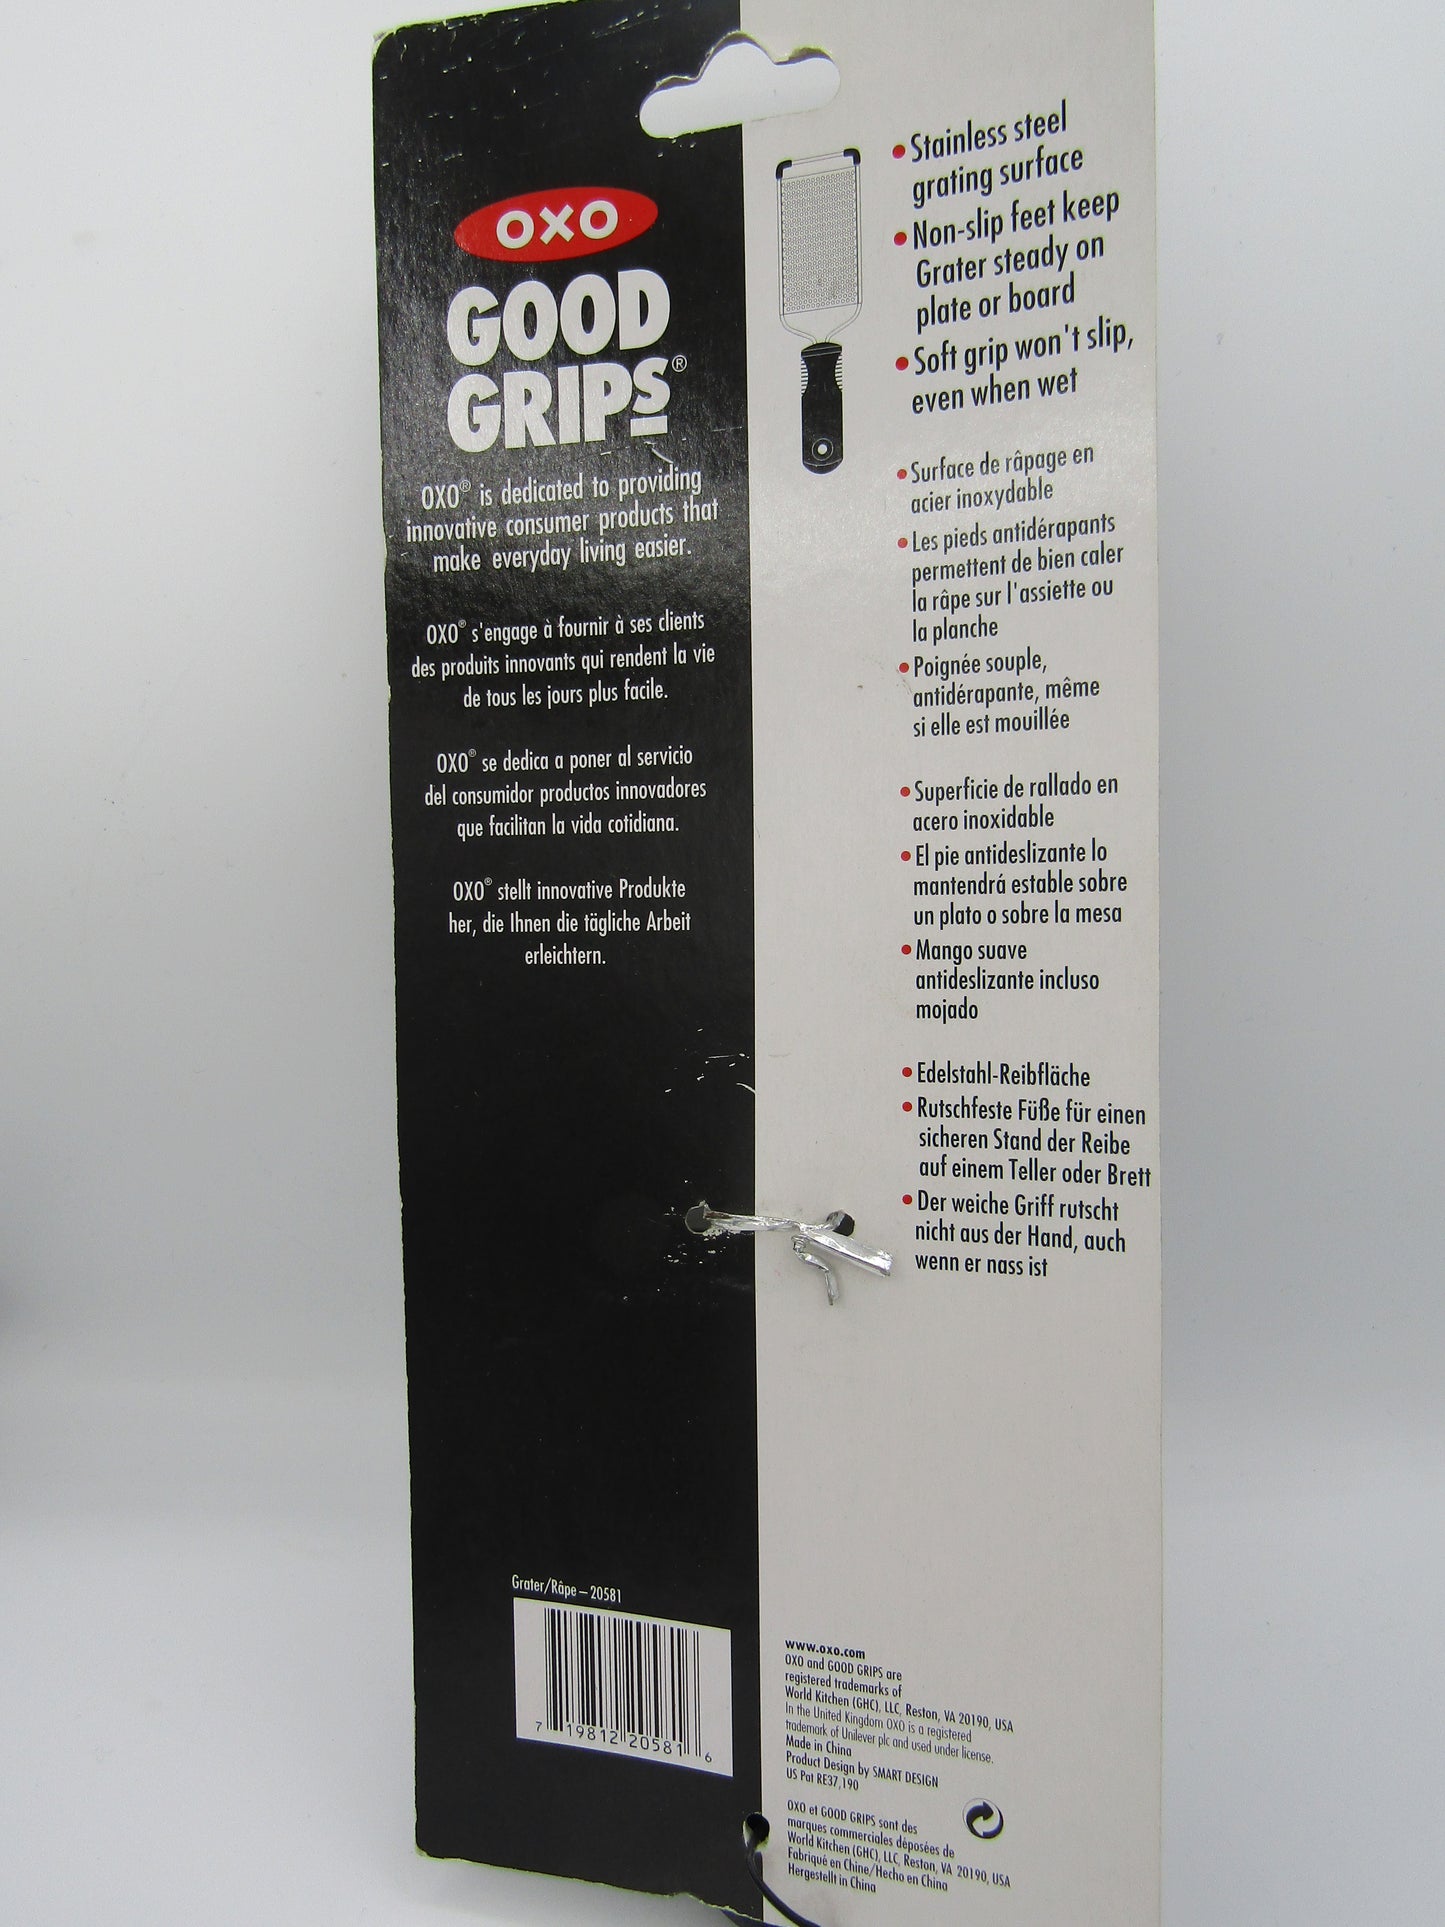 OXO
GOOD
GRIPS®
OXO® is dedicated to providing
innovative consumer products that
make everyday living easier.
OXO® s'engage à fournir à ses clients
des produits innovants qui rendent la vie
de tous les jours plus facile.
OXO® se dedica a poner al servicio
del consumidor productos innovadores
que facilitan la vida cotidiana.
OXO® stellt innovative Produkte
her, die Ihnen die tägliche Arbeit
erleichtern.
Grater/Râpe – 20581
7 19812 20581 6
• Stainless steel
grating surface
• Non-slip feet keep
Grater steady on
plate or board
• Soft grip won't slip,
even when wet
• Surface de râpage en
acier inoxydable
• Les pieds antidérapants
permettent de bien caler
la râpe sur l'assiette ou
la planche
• Poignée souple,
antidérapante, même
si elle est mouillée
• Superficie de rallado en
acero inoxidable
• El pie antideslizante lo
mantendrá estable sobre
un plato o sobre la mesa
• Mango suave
antideslizante incluso
mojado
• Edelstahl-Reibfläche
• Rutschfeste Füße für einen
sicheren Stand der Reibe
auf einem Teller oder Brett
• Der weiche Griff rutscht
nicht aus der Hand, auch
wenn er nass ist
www.oxo.com
OXO and GOOD GRIPS are
registered trademarks of
World Kitchen (GHC), LLC, Reston, VA 20190, USA
In the United Kingdom OXO is a registered
trademark of Unilever plc and used under license.
Made in China
Product Design by SMART DESIGN
US Pat RE37,190
OXO et GOOD GRIPS sont des
marques commerciales déposées de
World Kitchen (GHC), LLC, Reston, VA 20190, USA
Fabriqué en Chine/Hecho en China
Hergestellt in China